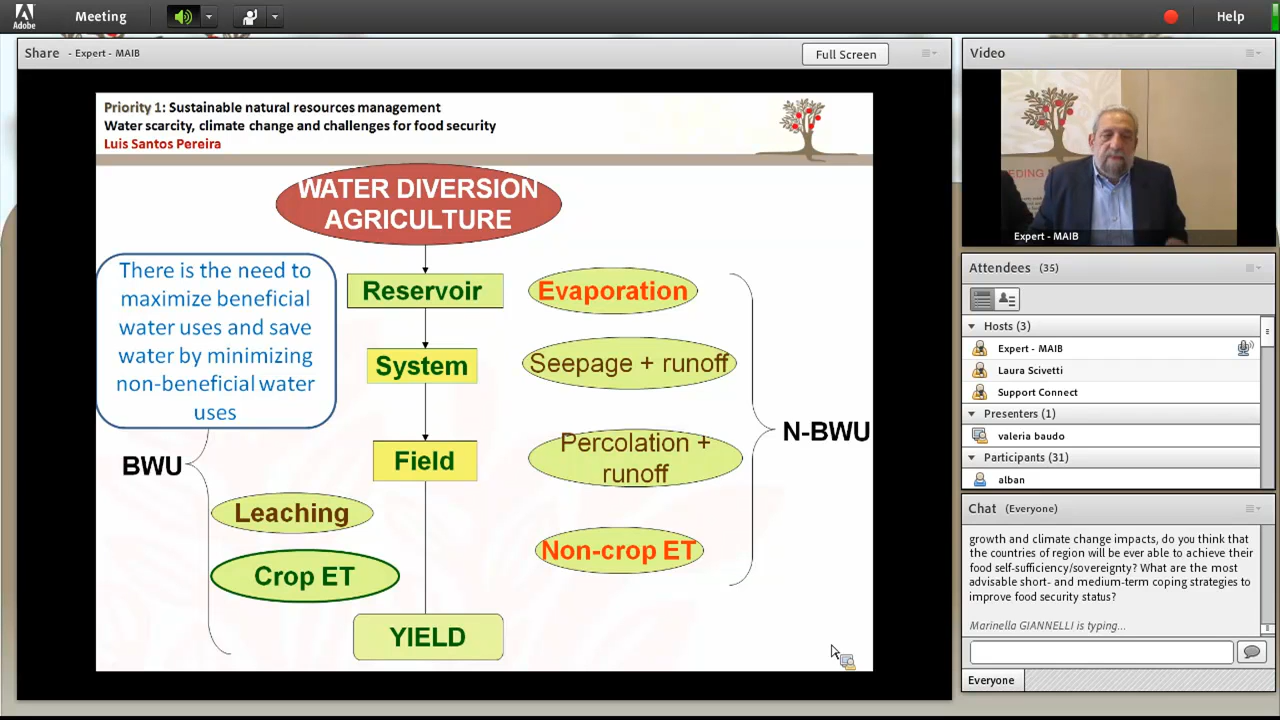 Adobe
Meeting
Help
Share - Expert - MAIB
Full Screen
Priority 1: Sustainable natural resources management
Water scarcity, climate change and challenges for food security
Luis Santos Pereira
WATER DIVERSION
AGRICULTURE
There is the need to
maximize beneficial
water uses and save
water by minimizing
non-beneficial water
uses
Reservoir
Evaporation
System
Seepage + runoff
Field
Percolation +
runoff
N-BWU
BWU
Leaching
Non-crop ET
Crop ET
YIELD
Video
Expert - MAIB
Attendees (35)
Hosts (3)
Expert - MAIB
Laura Scivetti
Support Connect
Presenters (1)
valeria baudo
Participants (31)
alban
Chat (Everyone)
growth and climate change impacts, do you think that
the countries of region will be ever able to achieve their
food self-sufficiency/sovereignty? What are the most
advisable short- and medium-term coping strategies to
improve food security status?
Marinella GIANNELLI is typing...
Everyone